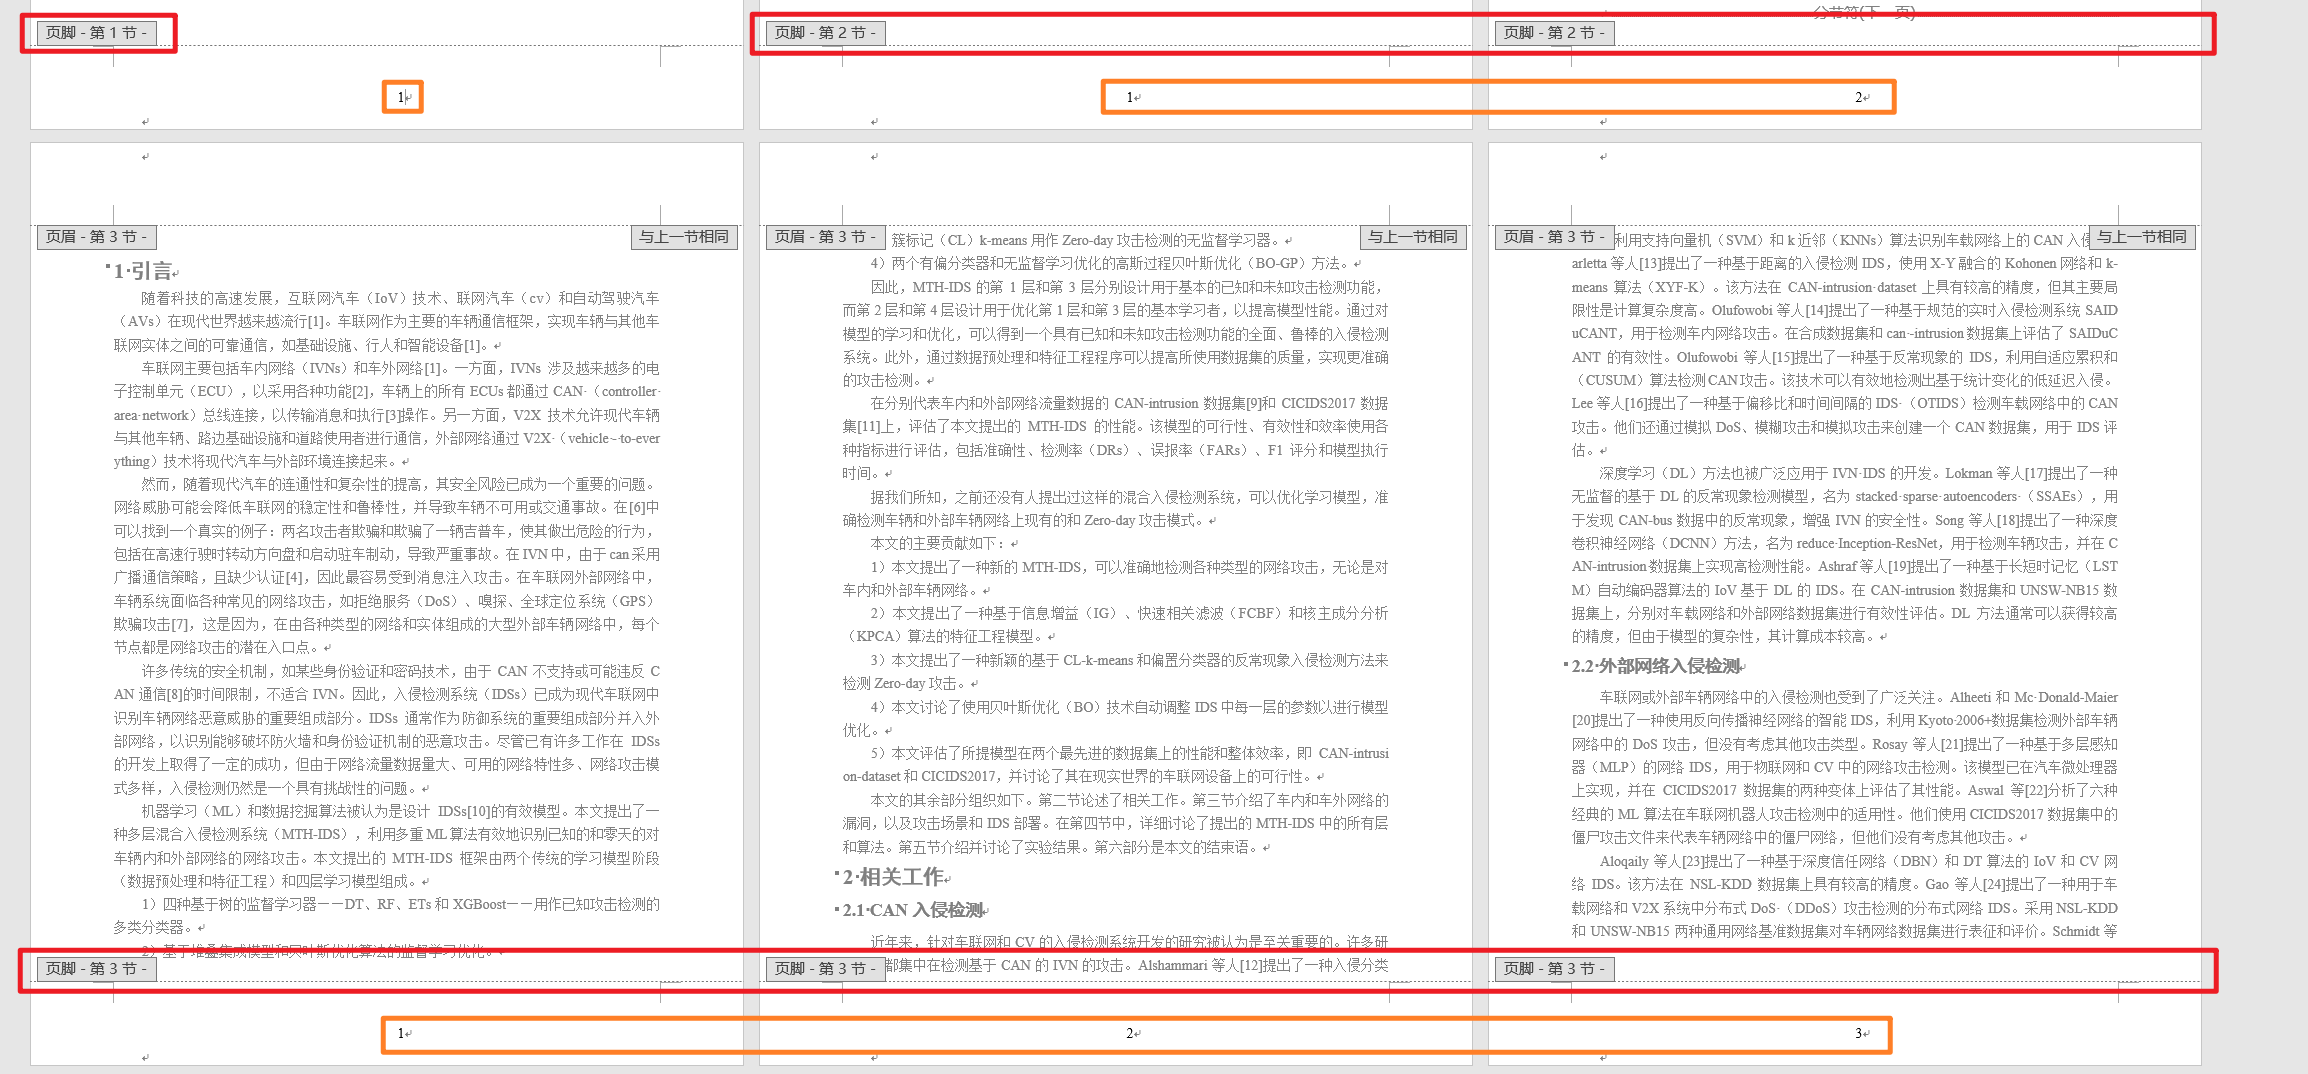 分节符(下一页)
页脚 - 第 1 节 -
页脚 - 第 2 节 -
页脚 - 第 2 节 -
1
1
2
页眉 - 第 3 节 -
与上一节相同
1·引言
随着科技的高速发展，互联网汽车（IoV）技术、联网汽车（cv）和自动驾驶汽车
（AVs）在现代世界越来越流行[1]。车联网作为主要的车辆通信框架，实现车辆与其他车
联网实体之间的可靠通信，如基础设施、行人和智能设备[1]。
车联网主要包括车内网络（IVNs）和车外网络[1]。一方面，IVNs 涉及越来越多的电
子控制单元（ECU），以采用各种功能[2]，车辆上的所有 ECUs 都通过 CAN·（controller·
area·network）总线连接，以传输消息和执行[3]操作。另一方面，V2X 技术允许现代车辆
与其他车辆、路边基础设施和道路使用者进行通信，外部网络通过 V2X·（vehicle~·to-ever
ything）技术将现代汽车与外部环境连接起来。
然而，随着现代汽车的连通性和复杂性的提高，其安全风险已成为一个重要的问题。
网络威胁可能会降低车联网的稳定性和鲁棒性，并导致车辆不可用或交通事故。在[6]中
可以找到一个真实的例子：两名攻击者欺骗和欺骗了一辆吉普车，使其做出危险的行为，
包括在高速行驶时转动方向盘和启动驻车制动，导致严重事故。在 IVN 中，由于 can 采用
广播通信策略，且缺少认证[4]，因此最容易受到消息注入攻击。在车联网外部网络中，
车辆系统面临各种常见的网络攻击，如拒绝服务（DoS）、嗅探、全球定位系统（GPS）
欺骗攻击[7]，这是因为，在由各种类型的网络和实体组成的大型外部车辆网络中，每个
节点都是网络攻击的潜在入口点。
许多传统的安全机制，如某些身份验证和密码技术，由于 CAN 不支持或可能违反 C
AN 通信[8]的时间限制，不适合 IVN。因此，入侵检测系统（IDSs）已成为现代车联网中
识别车辆网络恶意威胁的重要组成部分。IDSs 通常作为防御系统的重要组成部分并入外
部网络，以识别能够破坏防火墙和身份验证机制的恶意攻击。尽管已有许多工作在 IDSs
的开发上取得了一定的成功，但由于网络流量数据量大、可用的网络特性多、网络攻击模
式多样，入侵检测仍然是一个具有挑战性的问题。
机器学习（ML）和数据挖掘算法被认为是设计 IDSs[10]的有效模型。本文提出了一
种多层混合入侵检测系统（MTH-IDS），利用多重 ML 算法有效地识别已知的和零天的对
车辆内和外部网络的网络攻击。本文提出的 MTH-IDS 框架由两个传统的学习模型阶段
（数据预处理和特征工程）和四层学习模型组成。
1）四种基于树的监督学习器——DT、RF、ETs 和 XGBoost——用作已知攻击检测的
多类分类器。
2）基于堆叠集成模型和贝叶斯优化算法的监督学习优化。
页脚 - 第 3 节 -
1
页眉 - 第 3 节 -
与上一节相同
簇标记（CL）k-means 用作 Zero-day 攻击检测的无监督学习器。
4）两个有偏分类器和无监督学习优化的高斯过程贝叶斯优化（BO-GP）方法。
因此，MTH-IDS 的第 1 层和第 3 层分别设计用于基本的已知和未知攻击检测功能，
而第 2 层和第 4 层设计用于优化第 1 层和第 3 层的基本学习者，以提高模型性能。通过对
模型的学习和优化，可以得到一个具有已知和未知攻击检测功能的全面、鲁棒的入侵检测
系统。此外，通过数据预处理和特征工程程序可以提高所使用数据集的质量，实现更准确
的攻击检测。
在分别代表车内和外部网络流量数据的 CAN-intrusion 数据集[9]和 CICIDS2017 数据
集[11]上，评估了本文提出的 MTH-IDS 的性能。该模型的可行性、有效性和效率使用各
种指标进行评估，包括准确性、检测率（DRs）、误报率（FARs）、F1 评分和模型执行
时间。
据我们所知，之前还没有人提出过这样的混合入侵检测系统，可以优化学习模型，准
确检测车辆和外部车辆网络上现有的和 Zero-day 攻击模式。
本文的主要贡献如下：
1）本文提出了一种新的 MTH-IDS，可以准确地检测各种类型的网络攻击，无论是对
车内和外部车辆网络。
2）本文提出了一种基于信息增益（IG）、快速相关滤波（FCBF）和核主成分分析
（KPCA）算法的特征工程模型。
3）本文提出了一种新颖的基于 CL-k-means 和偏置分类器的反常现象入侵检测方法来
检测 Zero-day 攻击。
4）本文讨论了使用贝叶斯优化（BO）技术自动调整 IDS 中每一层的参数以进行模型
优化。
5）本文评估了所提模型在两个最先进的数据集上的性能和整体效率，即 CAN-intrusi
on-dataset 和 CICIDS2017，并讨论了其在现实世界的车联网设备上的可行性。
本文的其余部分组织如下。第二节论述了相关工作。第三节介绍了车内和车外网络的
漏洞，以及攻击场景和 IDS 部署。在第四节中，详细讨论了提出的 MTH-IDS 中的所有层
和算法。第五节介绍并讨论了实验结果。第六部分是本文的结束语。
2·相关工作
2.1·CAN 入侵检测
近年来，针对车联网和 CV 的入侵检测系统开发的研究被认为是至关重要的。许多研
都集中在检测基于 CAN 的 IVN 的攻击。Alshammari 等人[12]提出了一种入侵分类
页脚 - 第 3 节 -
2
页眉 - 第 3 节 -
与上一节相同
利用支持向量机（SVM）和 k 近邻（KNNs）算法识别车载网络上的 CAN 入侵
arletta 等人[13]提出了一种基于距离的入侵检测 IDS，使用 X-Y 融合的 Kohonen 网络和 k-
means 算法（XYF-K）。该方法在 CAN-intrusion·dataset 上具有较高的精度，但其主要局
限性是计算复杂度高。Olufowobi 等人[14]提出了一种基于规范的实时入侵检测系统 SAID
uCANT，用于检测车内网络攻击。在合成数据集和 can·-intrusion 数据集上评估了 SAIDuC
ANT 的有效性。Olufowobi 等人[15]提出了一种基于反常现象的 IDS，利用自适应累积和
（CUSUM）算法检测CAN攻击。该技术可以有效地检测出基于统计变化的低延迟入侵。
Lee 等人[16]提出了一种基于偏移比和时间间隔的 IDS·（OTIDS）检测车载网络中的 CAN
攻击。他们还通过模拟 DoS、模糊攻击和模拟攻击来创建一个 CAN 数据集，用于 IDS 评
估。
深度学习（DL）方法也被广泛应用于 IVN·IDS 的开发。Lokman 等人[17]提出了一种
无监督的基于 DL 的反常现象检测模型，名为 stacked·sparse·autoencoders·（SSAEs），用
于发现 CAN-bus 数据中的反常现象，增强 IVN 的安全性。Song 等人[18]提出了一种深度
卷积神经网络（DCNN）方法，名为 reduce·Inception-ResNet，用于检测车辆攻击，并在 C
AN-intrusion 数据集上实现高检测性能。Ashraf 等人[19]提出了一种基于长短时记忆（LST
M）自动编码器算法的 IoV 基于 DL 的 IDS。在 CAN-intrusion 数据集和 UNSW-NB15 数
据集上，分别对车载网络和外部网络数据集进行有效性评估。DL 方法通常可以获得较高
的精度，但由于模型的复杂性，其计算成本较高。
2.2·外部网络入侵检测
车联网或外部车辆网络中的入侵检测也受到了广泛关注。Alheeti 和 Mc·Donald-Maier
[20]提出了一种使用反向传播神经网络的智能 IDS，利用 Kyoto·2006+数据集检测外部车辆
网络中的 DoS 攻击，但没有考虑其他攻击类型。Rosay 等人[21]提出了一种基于多层感知
器（MLP）的网络 IDS，用于物联网和 CV 中的网络攻击检测。该模型已在汽车微处理器
上实现，并在 CICIDS2017 数据集的两种变体上评估了其性能。Aswal 等[22]分析了六种
经典的 ML 算法在车联网机器人攻击检测中的适用性。他们使用 CICIDS2017 数据集中的
僵尸攻击文件来代表车辆网络中的僵尸网络，但他们没有考虑其他攻击。
Aloqaily 等人[23]提出了一种基于深度信任网络（DBN）和 DT 算法的 IoV 和 CV 网
络 IDS。该方法在 NSL-KDD 数据集上具有较高的精度。Gao 等人[24]提出了一种用于车
载网络和 V2X 系统中分布式 DoS·（DDoS）攻击检测的分布式网络 IDS。采用 NSL-KDD
和 UNSW-NB15 两种通用网络基准数据集对车辆网络数据集进行表征和评价。Schmidt 等
页脚 - 第 3 节 -
3